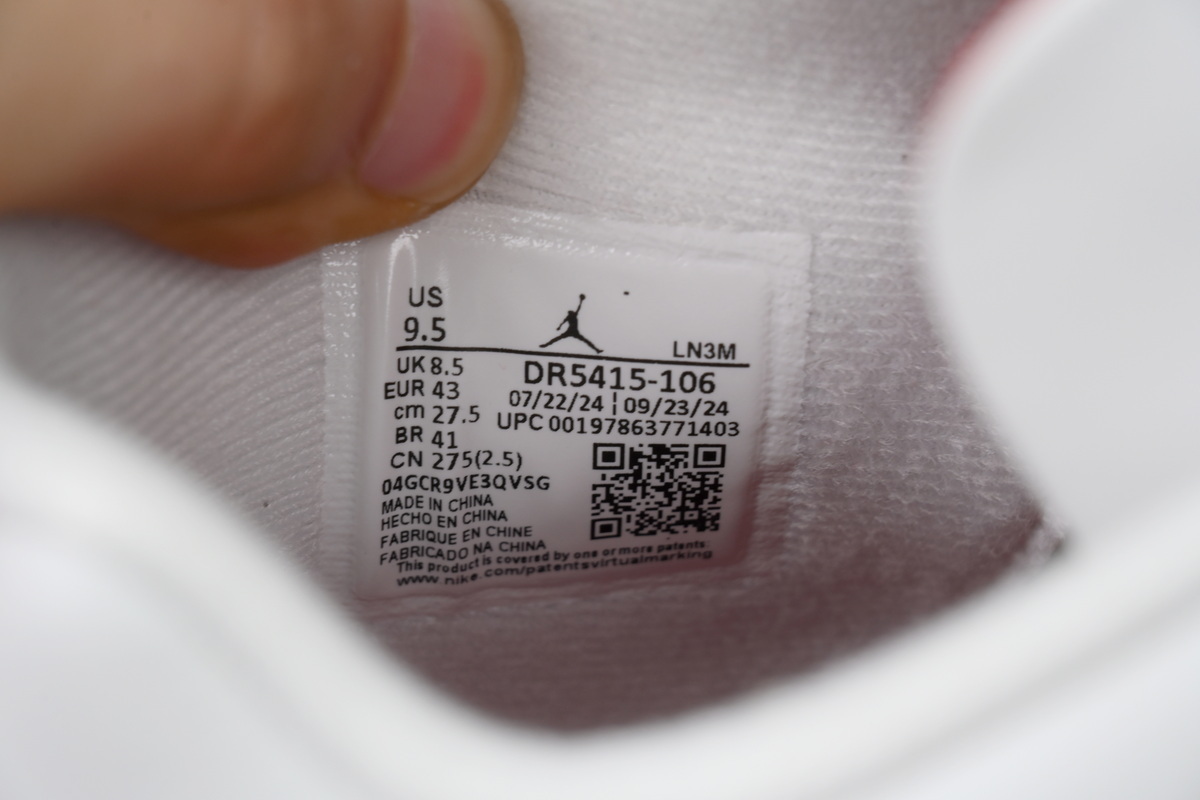 US
9.5
LN3M
UK 8.5
DR5415-106
EUR 43
07/22/24 | 09/23/24
cm 27.5
UPC 00197863771403
BR 41
CN 275(2.5)
04GCR9VE3QVSG
MADE IN CHINA
HECHO EN CHINA
FABRIQUE EN CHINE
FABRICADO NA CHINA
This product is covered by one or more patents.
www.nike.com/patentsvirtualmarking